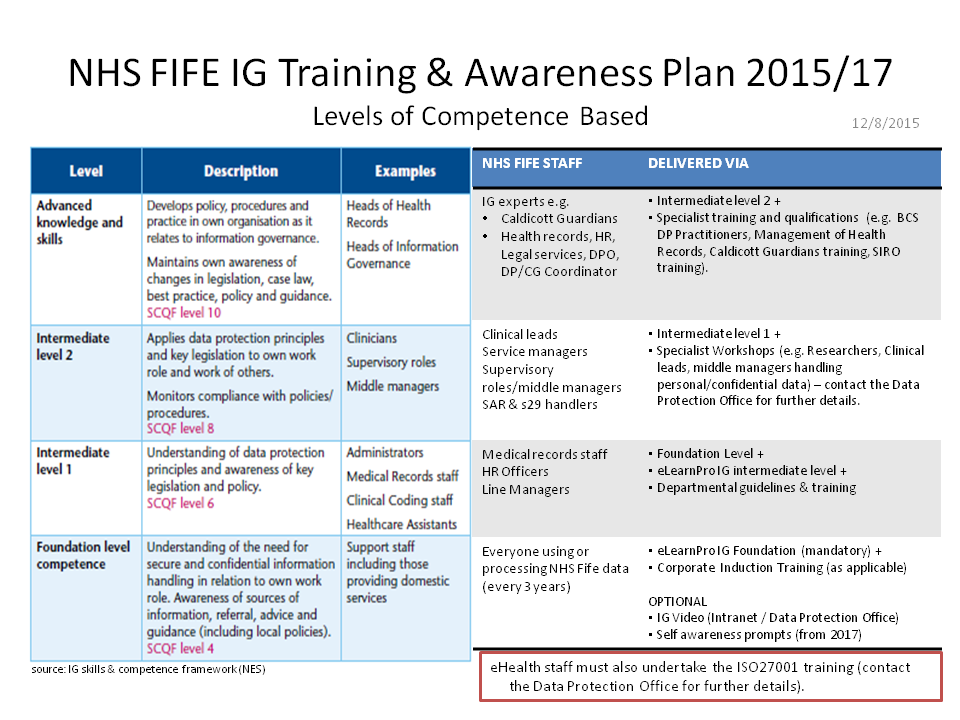 NHS FIFE IG Training & Awareness Plan 2015/17
Levels of Competence Based
12/8/2015
Level
Description
Examples
NHS FIFE STAFF
DELIVERED VIA
Advanced
knowledge and
skills
Develops policy, procedures and
practice in own organisation as it
relates to information governance.
Maintains own awareness of
changes in legislation, case law,
best practice, policy and guidance.
SCQF level 10
Heads of Health
Records
Heads of Information
Governance
IG experts e.g.
• Caldicott Guardians
• Health records, HR,
Legal services, DPO,
DP/CG Coordinator
▪ Intermediate level 2 +
▪ Specialist training and qualifications (e.g. BCS
DP Practitioners, Management of Health
Records, Caldicott Guardians training, SIRO
training).
Intermediate
level 2
Applies data protection principles
and key legislation to own work
role and work of others.
Monitors compliance with policies/
procedures.
SCQF level 8
Clinicians
Supervisory roles
Middle managers
Clinical leads
Service managers
Supervisory
roles/middle managers
SAR & s29 handlers
▪ Intermediate level 1 +
▪ Specialist Workshops (e.g. Researchers, Clinical
leads, middle managers handling
personal/confidential data) – contact the Data
Protection Office for further details.
Intermediate
level 1
Understanding of data protection
principles and awareness of key
legislation and policy.
SCQF level 6
Administrators
Medical Records staff
Clinical Coding staff
Healthcare Assistants
Medical records staff
HR Officers
Line Managers
▪ Foundation Level +
▪ eLearnPro IG intermediate level +
▪ Departmental guidelines & training
Foundation level
competence
Understanding of the need for
secure and confidential information
handling in relation to own work
role. Awareness of sources of
information, referral, advice and
guidance (including local policies).
SCQF level 4
Support staff
including those
providing domestic
services
Everyone using or
processing NHS Fife data
(every 3 years)
▪ eLearnPro IG Foundation (mandatory) +
▪ Corporate Induction Training (as applicable)
OPTIONAL
▪ IG Video (Intranet / Data Protection Office)
▪ Self awareness prompts (from 2017)
source: IG skills & competence framework (NES)
eHealth staff must also undertake the ISO27001 training (contact
the Data Protection Office for further details).